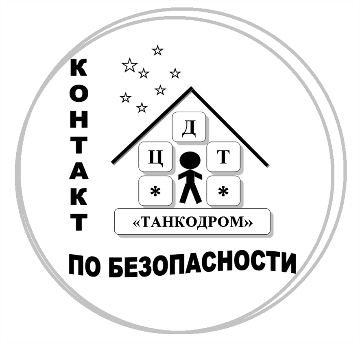 КОНТАКТ
Д
Ц Т
* *
«ТАНКОДРОМ»
ПО БЕЗОПАСНОСТИ